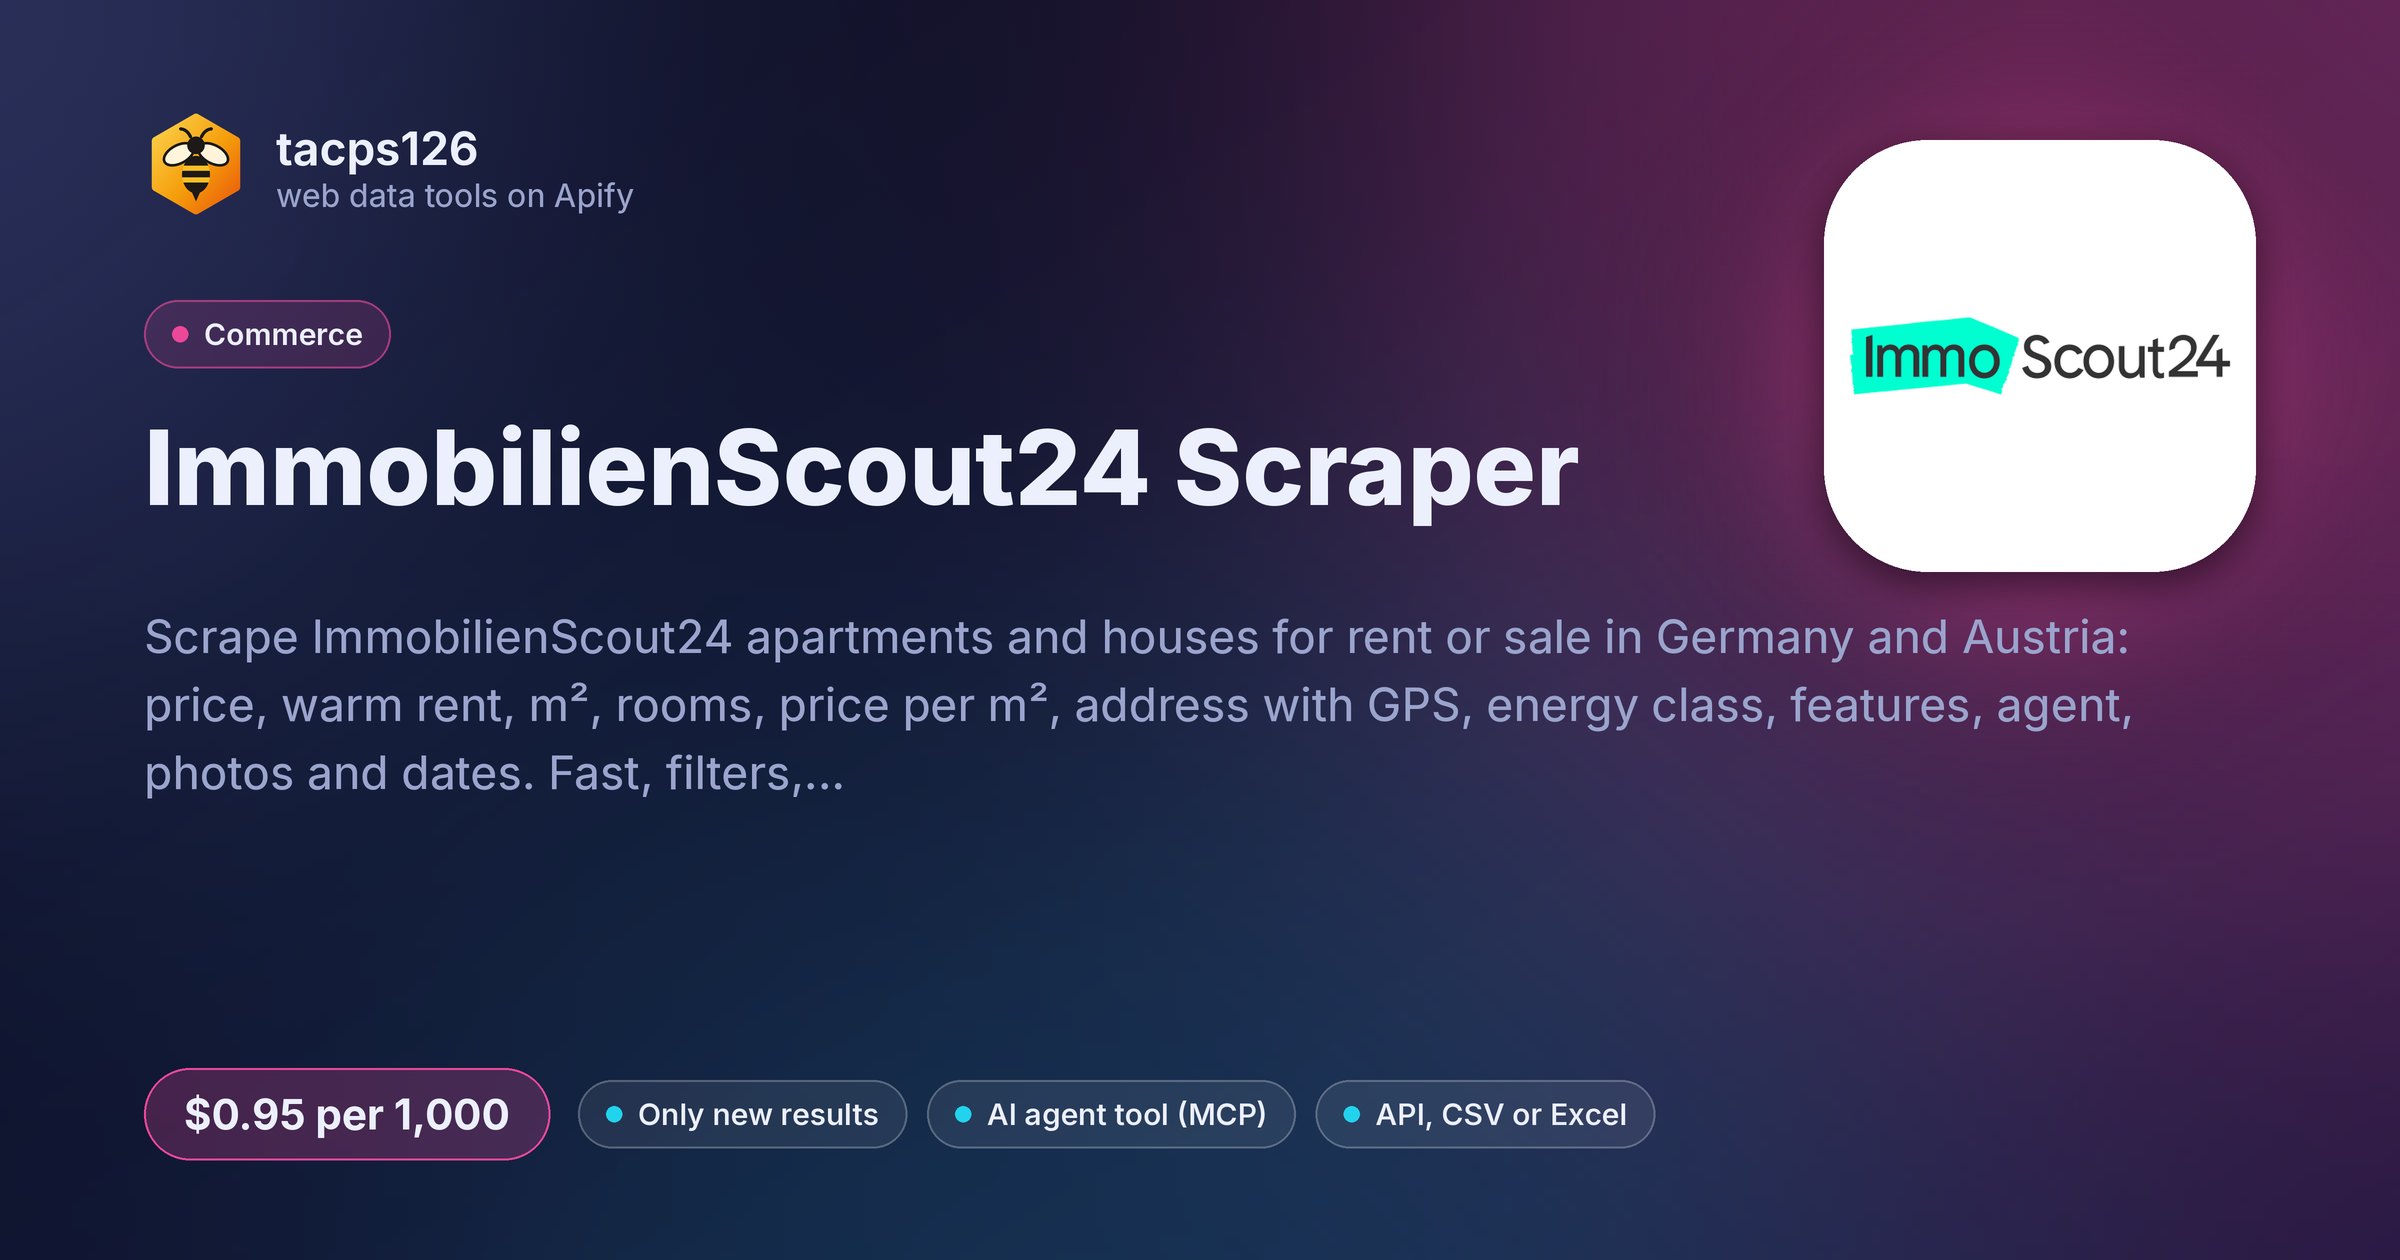 tacps126
web data tools on Apify
Commerce
ImmoScout24
ImmobilienScout24 Scraper
Scrape ImmobilienScout24 apartments and houses for rent or sale in Germany and Austria:
price, warm rent, m², rooms, price per m², address with GPS, energy class, features, agent,
photos and dates. Fast, filters,...
$0.95 per 1,000
Only new results
AI agent tool (MCP)
API, CSV or Excel